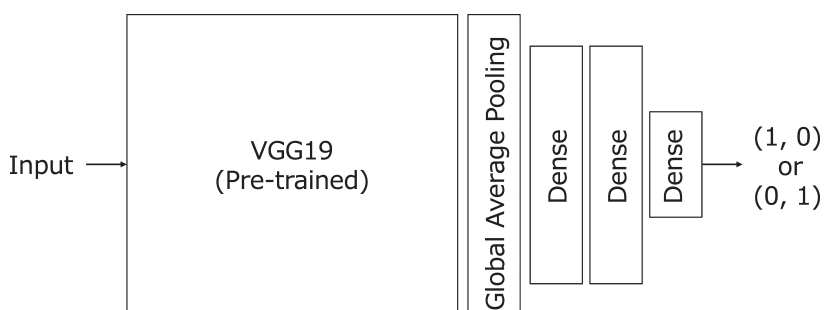 Input
VGG19
(Pre-trained)
Global Average Pooling
Dense
Dense
Dense
(1, 0)
or
(0, 1)